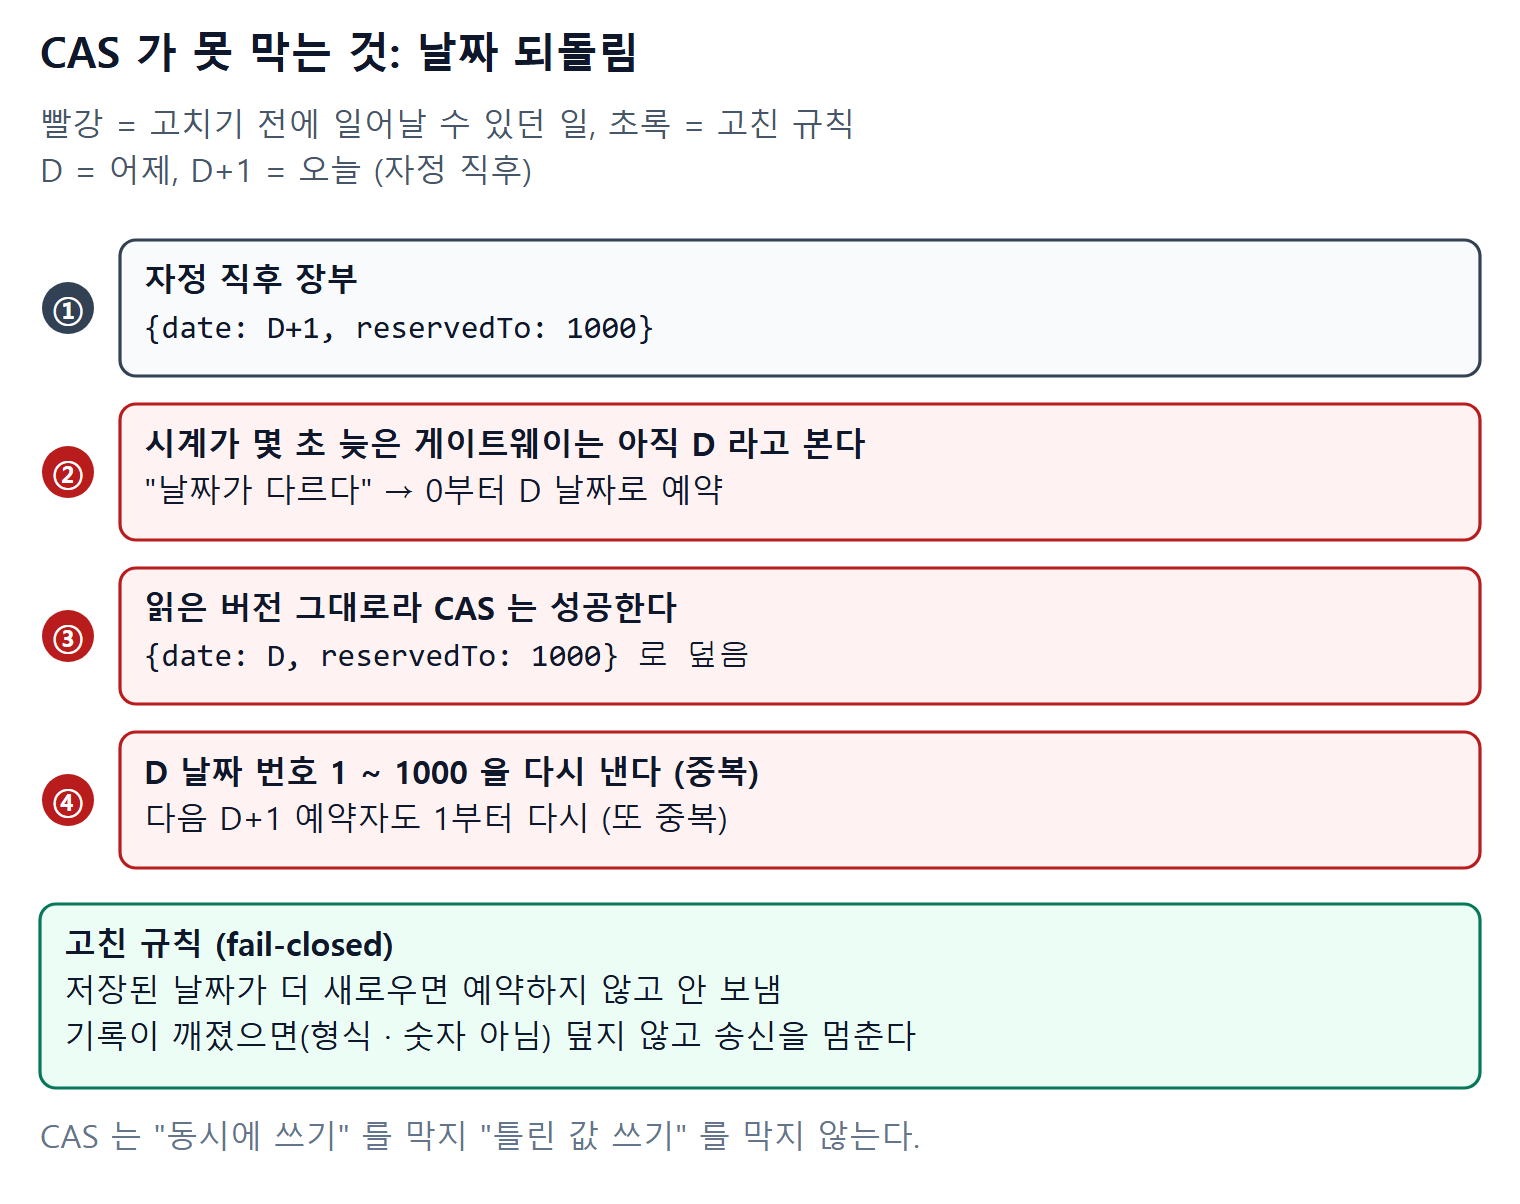 CAS 가 못 막는 것: 날짜 되돌림
빨강 = 고치기 전에 일어날 수 있던 일, 초록 = 고친 규칙
D = 어제, D+1 = 오늘 (자정 직후)
①
자정 직후 장부
{date: D+1, reservedTo: 1000}
②
시계가 몇 초 늦은 게이트웨이는 아직 D 라고 본다
"날짜가 다르다" → 0부터 D 날짜로 예약
③
읽은 버전 그대로라 CAS 는 성공한다
{date: D, reservedTo: 1000} 로 덮음
④
D 날짜 번호 1 ~ 1000 을 다시 낸다 (중복)
다음 D+1 예약자도 1부터 다시 (또 중복)
고친 규칙 (fail-closed)
저장된 날짜가 더 새로우면 예약하지 않고 안 보냄
기록이 깨졌으면(형식 · 숫자 아님) 덮지 않고 송신을 멈춘다
CAS 는 "동시에 쓰기" 를 막지 "틀린 값 쓰기" 를 막지 않는다.